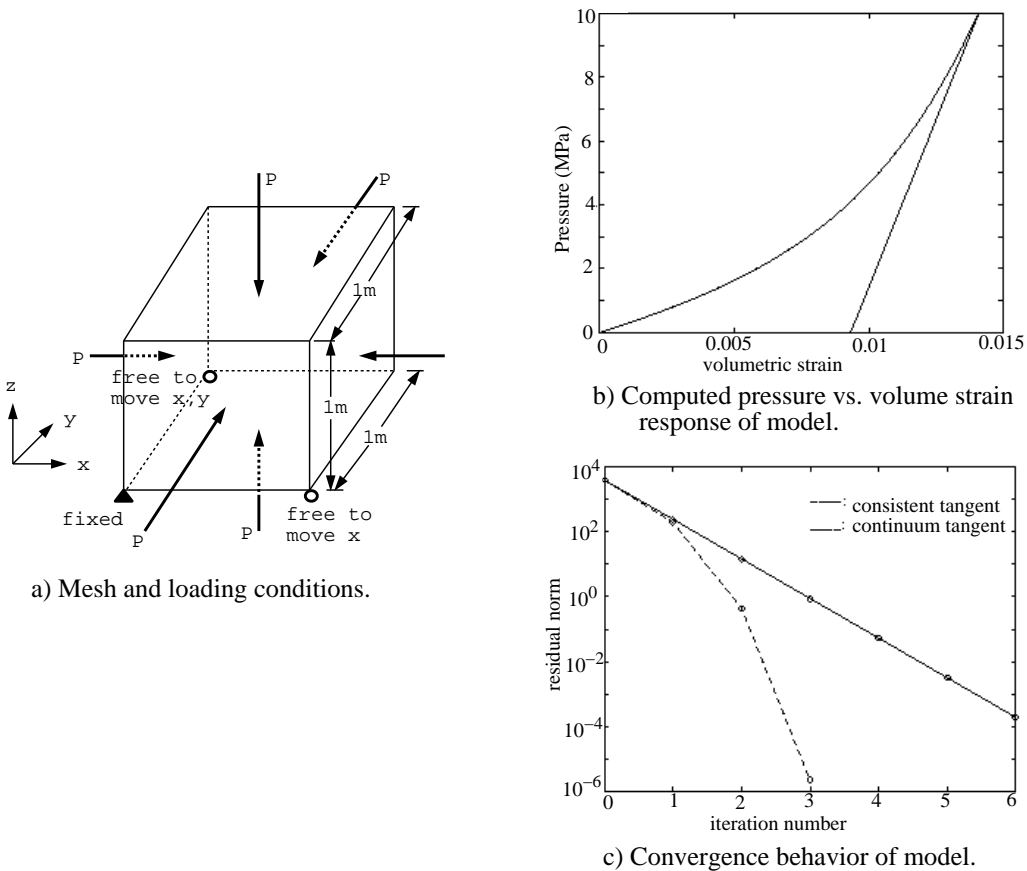 P
P
1m
P
free to
move x,y
z
y
x
1m
1m
fixed
P
P
free to
move x
a) Mesh and loading conditions.
10
8
6
4
2
0
Pressure (MPa)
0
0.005
0.01
0.015
volumetric strain
b) Computed pressure vs. volume strain
response of model.
10^4
10^2
10^0
10^−2
10^−4
10^−6
residual norm
consistent tangent
continuum tangent
0
1
2
3
4
5
6
iteration number
c) Convergence behavior of model.